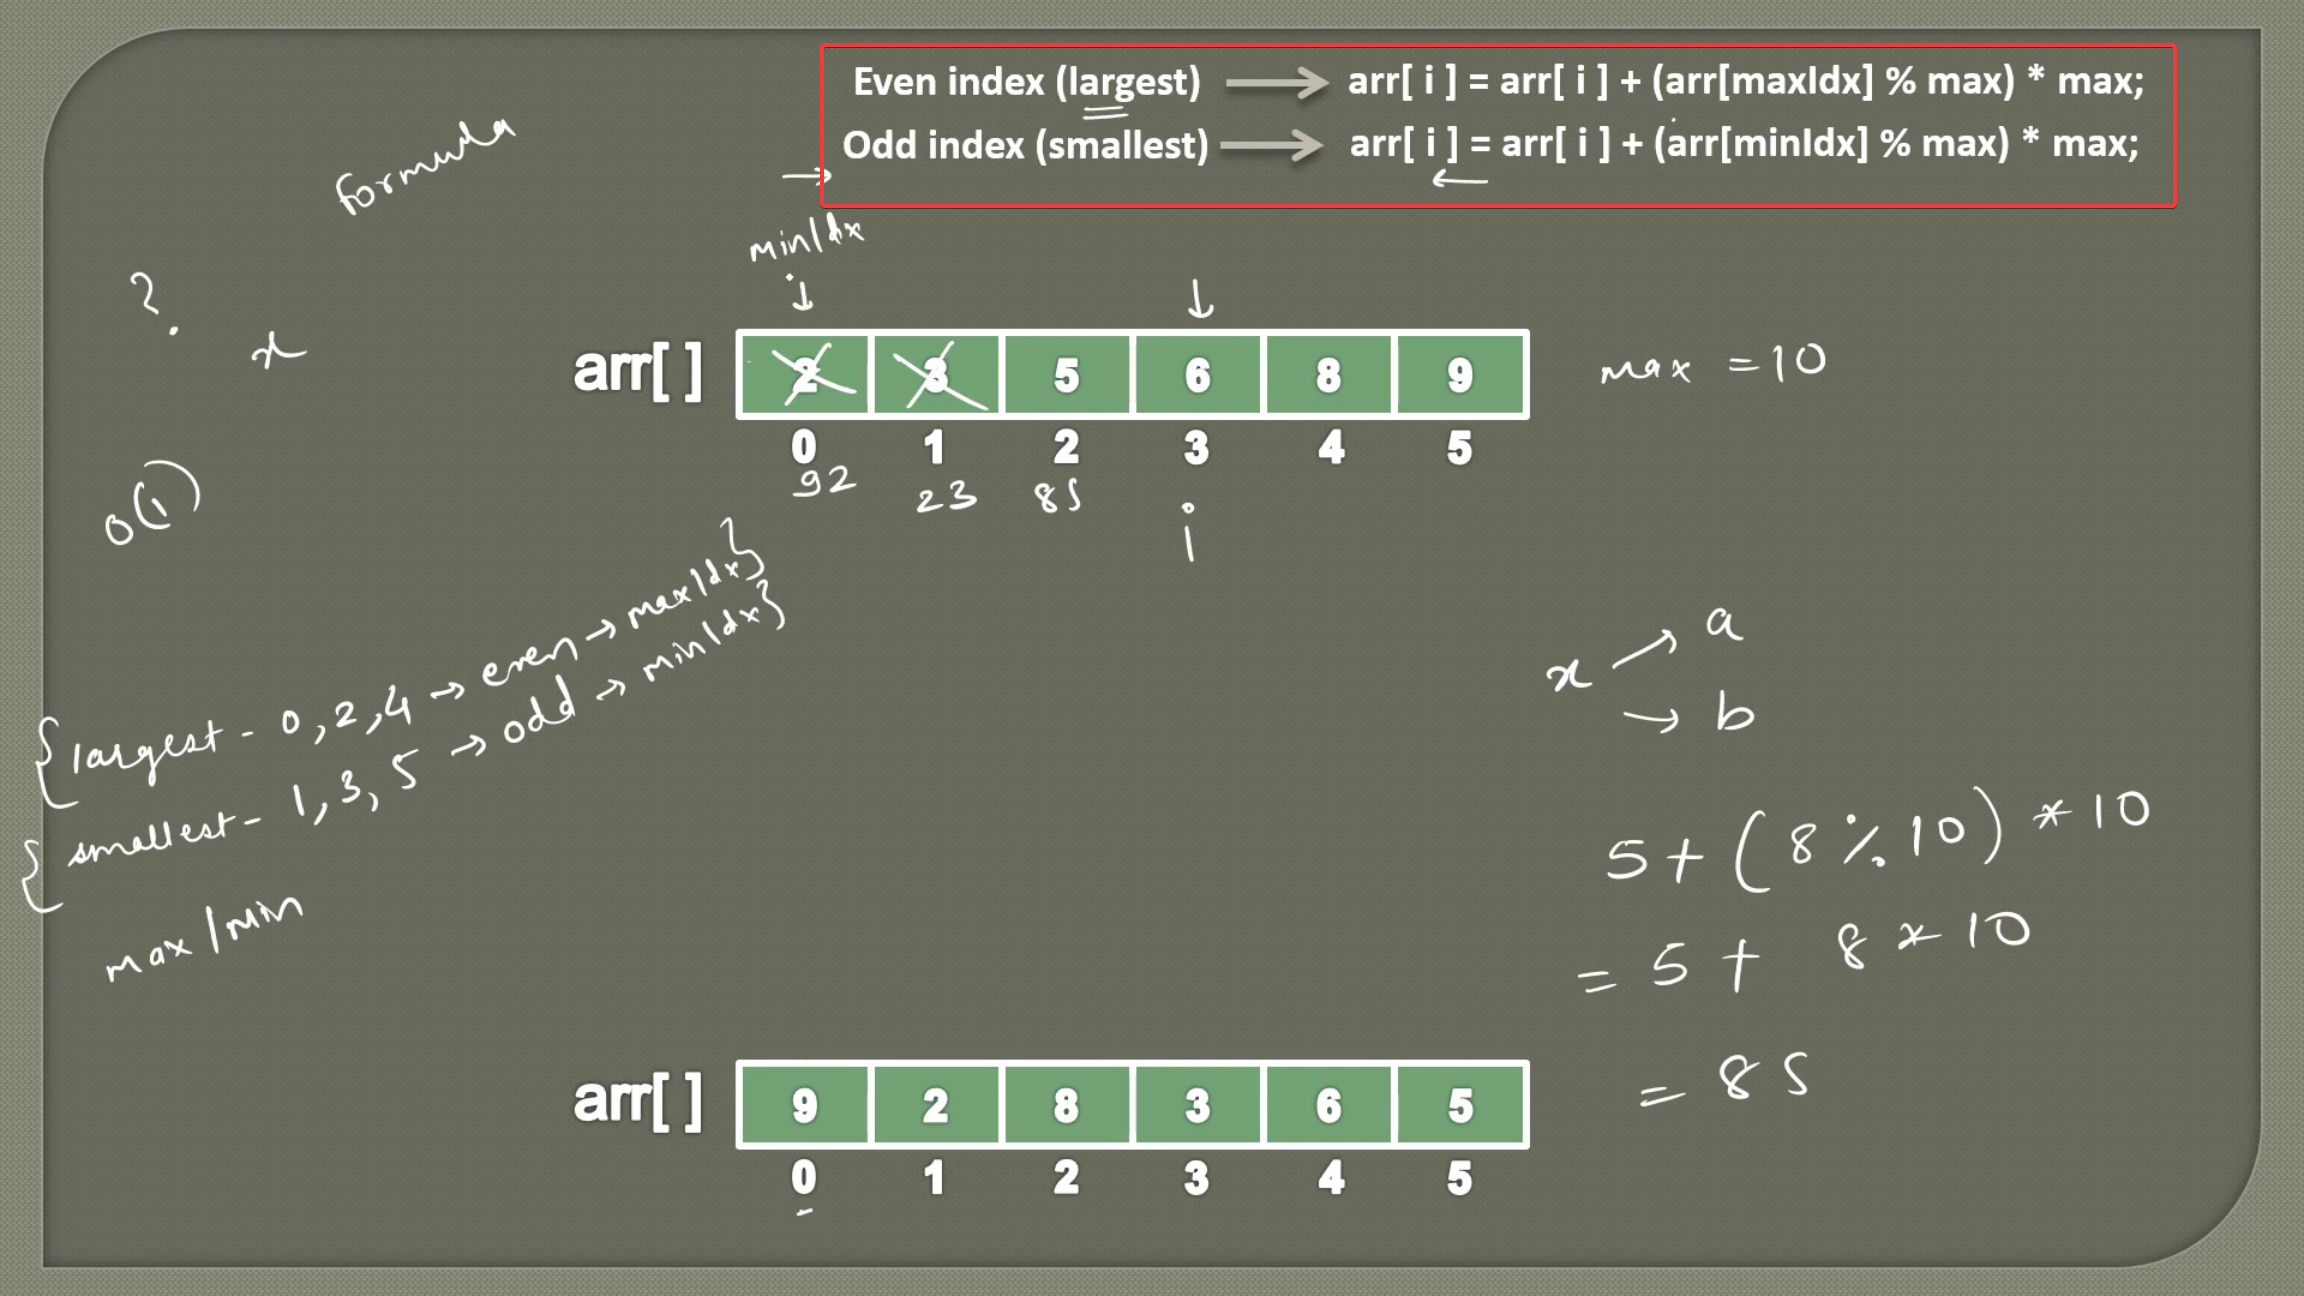 Even index (largest) → arr[ i ] = arr[ i ] + (arr[maxIdx] % max) * max;
Odd index (smallest) → arr[ i ] = arr[ i ] + (arr[minIdx] % max) * max;
formula
minIdx
?
x
arr[ ] 2 3 5 6 8 9
max = 10
0 1 2 3 4 5
92 23 85
i
O(1)
{ largest - 0, 2, 4 → even → maxIdx }
{ smallest - 1, 3, 5 → odd → minIdx }
max/min
x → a
→ b
5 + (8 % 10) * 10
= 5 + 8 * 10
= 85
arr[ ] 9 2 8 3 6 5
0 1 2 3 4 5